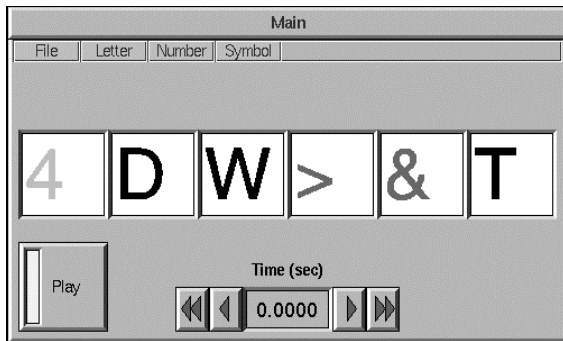 Main
File Letter Number Symbol
4 D W > & T
Play
Time (sec)
0.0000